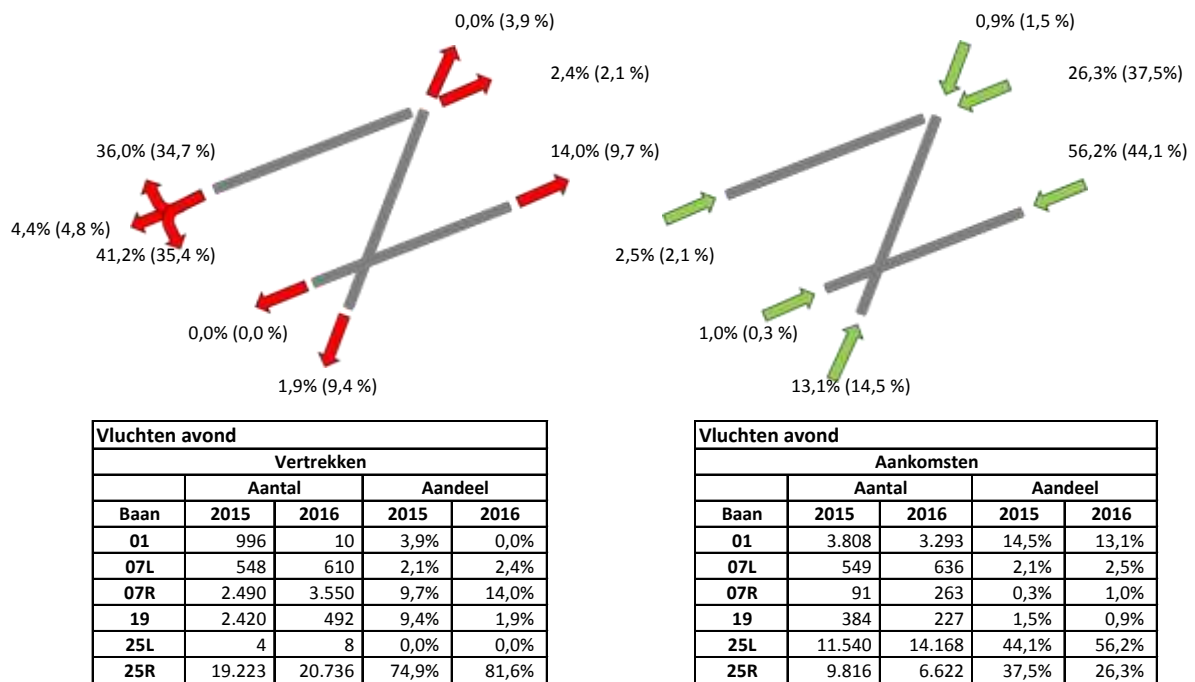 0,0% (3,9 %)
2,4% (2,1 %)
36,0% (34,7 %)
14,0% (9,7 %)
4,4% (4,8 %)
41,2% (35,4 %)
0,0% (0,0 %)
1,9% (9,4 %)
0,9% (1,5 %)
26,3% (37,5%)
56,2% (44,1 %)
2,5% (2,1 %)
1,0% (0,3 %)
13,1% (14,5 %)
Vluchten avond
Vertrekken
Aantal Aandeel
Baan 2015 2016 2015 2016
01 996 10 3,9% 0,0%
07L 548 610 2,1% 2,4%
07R 2.490 3.550 9,7% 14,0%
19 2.420 492 9,4% 1,9%
25L 4 8 0,0% 0,0%
25R 19.223 20.736 74,9% 81,6%
Vluchten avond
Aankomsten
Aantal Aandeel
Baan 2015 2016 2015 2016
01 3.808 3.293 14,5% 13,1%
07L 549 636 2,1% 2,5%
07R 91 263 0,3% 1,0%
19 384 227 1,5% 0,9%
25L 11.540 14.168 44,1% 56,2%
25R 9.816 6.622 37,5% 26,3%